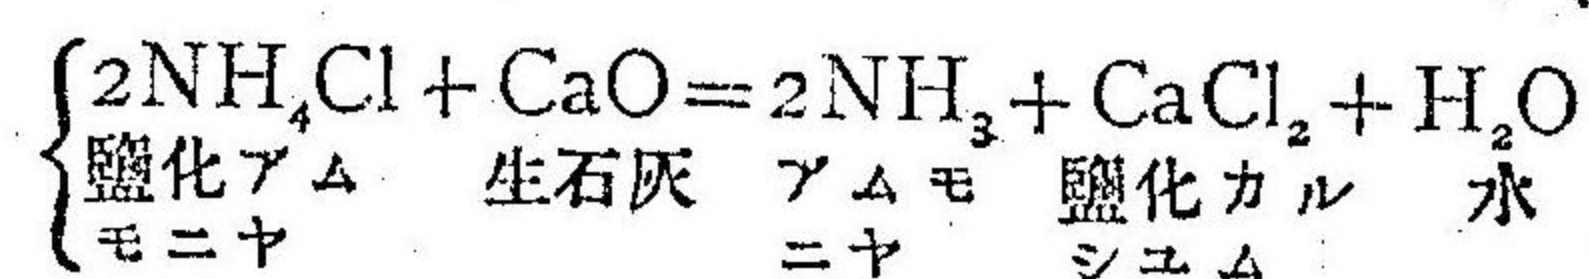 2NH₄Cl + CaO = 2NH₃ + CaCl₂ + H₂O
鹽化アム 生石灰 アムモ 鹽化カル 水
モニヤ ニヤ シユム